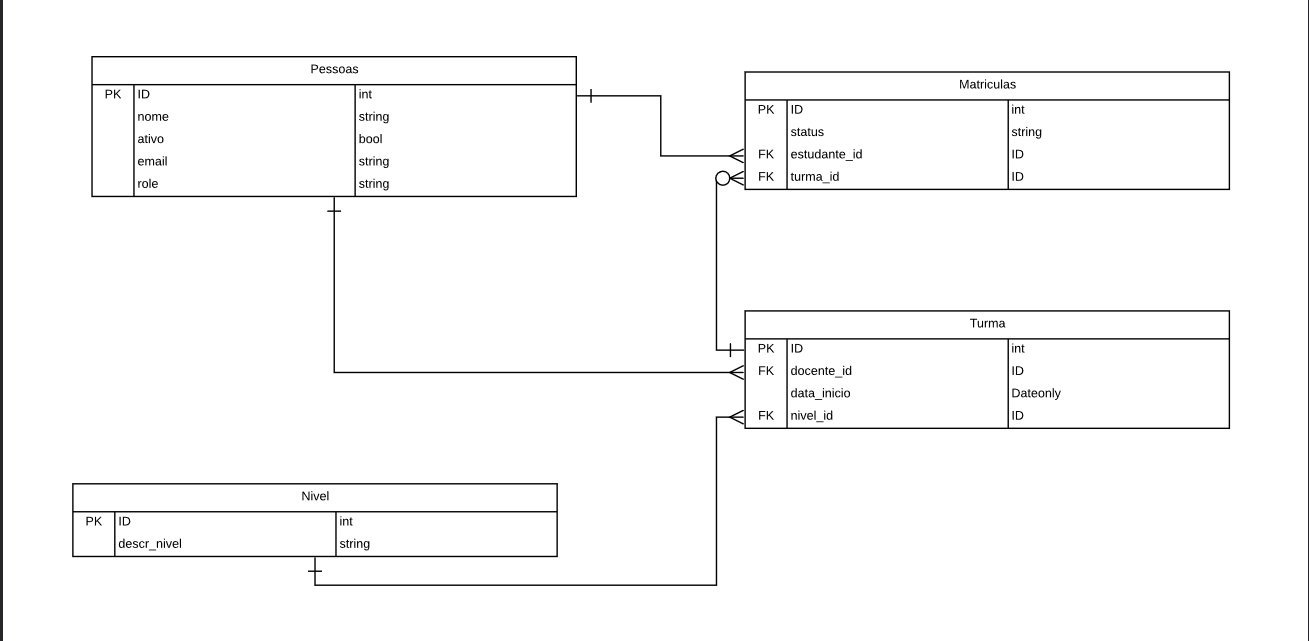 Pessoas
PK ID int
nome string
ativo bool
email string
role string
Matriculas
PK ID int
status string
FK estudante_id ID
FK turma_id ID
Turma
PK ID int
FK docente_id ID
data_inicio Dateonly
FK nivel_id ID
Nivel
PK ID int
descr_nivel string